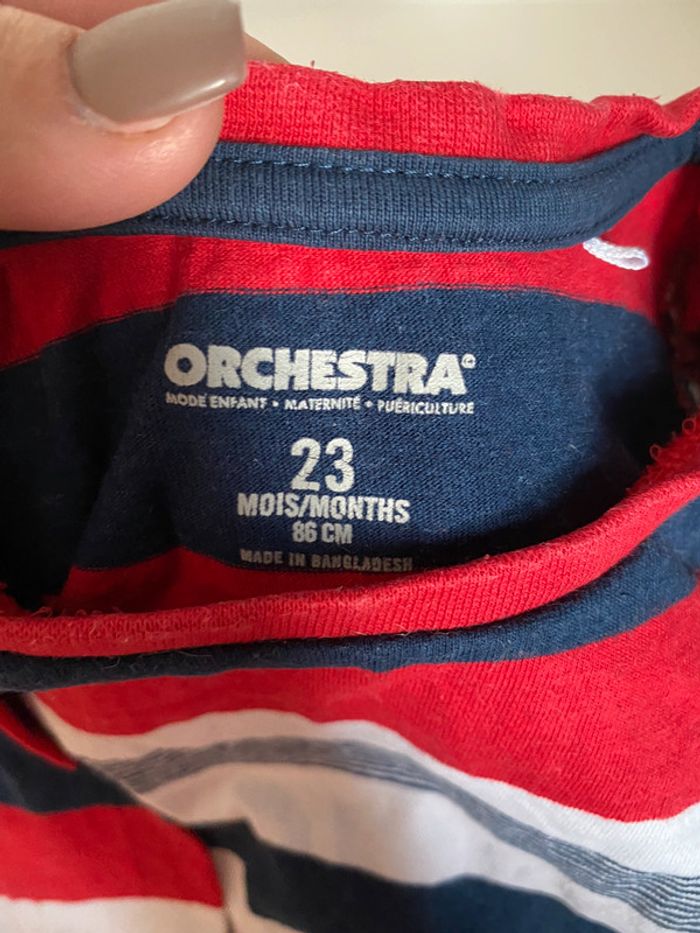 ORCHESTRA®
MODE ENFANT • MATERNITÉ • PUÉRICULTURE
23
MOIS/MONTHS
86 CM
MADE IN BANGLADESH